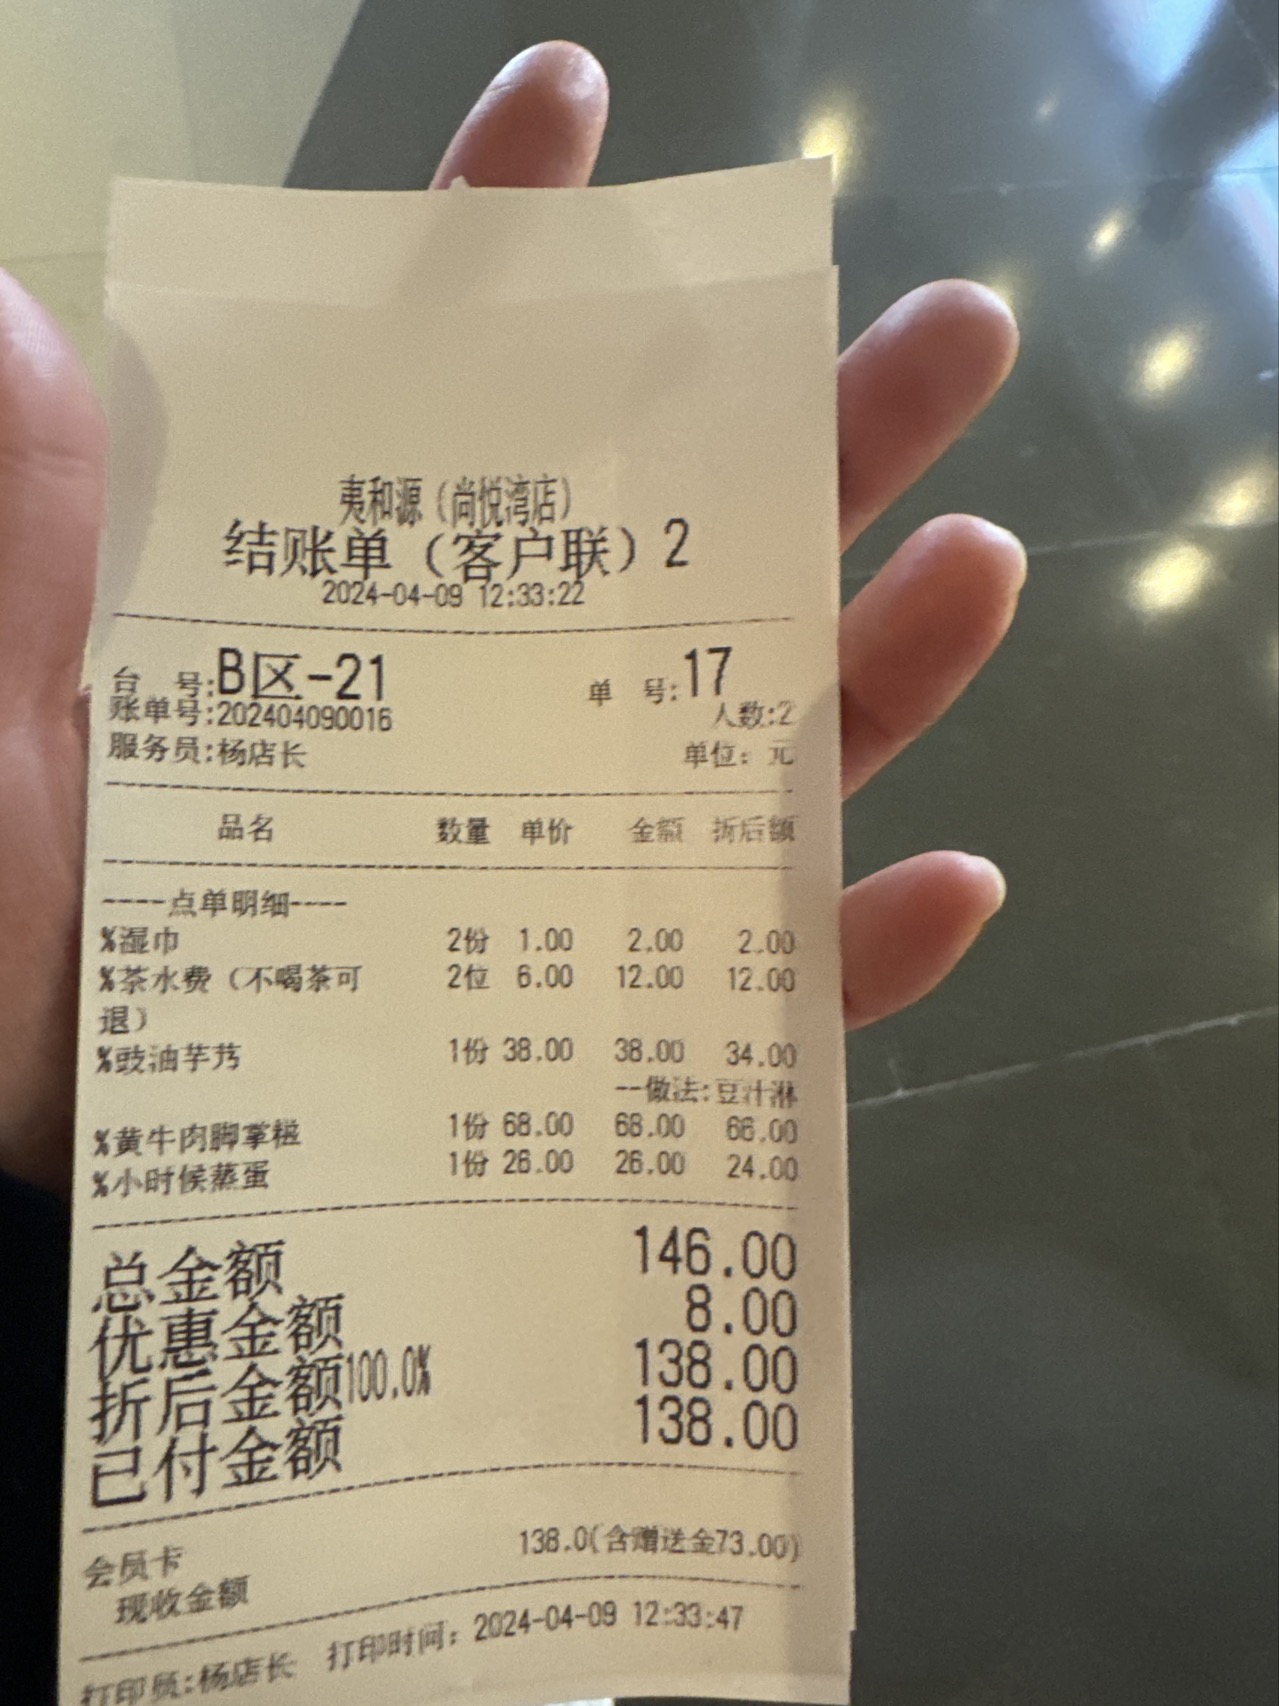 夷和源（尚悦湾店）
结账单（客户联）2
2024-04-09 12:33:22
台 号:B区-21 单 号:17
账单号:202404090016 人数:2
服务员:杨店长 单位: 元
品名 数量 单价 金额 折后额
----点单明细----
%湿巾 2份 1.00 2.00 2.00
%茶水费（不喝茶可 2位 6.00 12.00 12.00
退）
%豉油芋艿 1份 38.00 38.00 34.00
--做法:豆汁淋
%黄牛肉脚掌糍 1份 68.00 68.00 66.00
%小时候蒸蛋 1份 26.00 26.00 24.00
总金额 146.00
优惠金额 8.00
折后金额100.0% 138.00
已付金额 138.00
会员卡 138.0(含赠送金73.00)
现收金额
打印员:杨店长 打印时间: 2024-04-09 12:33:47